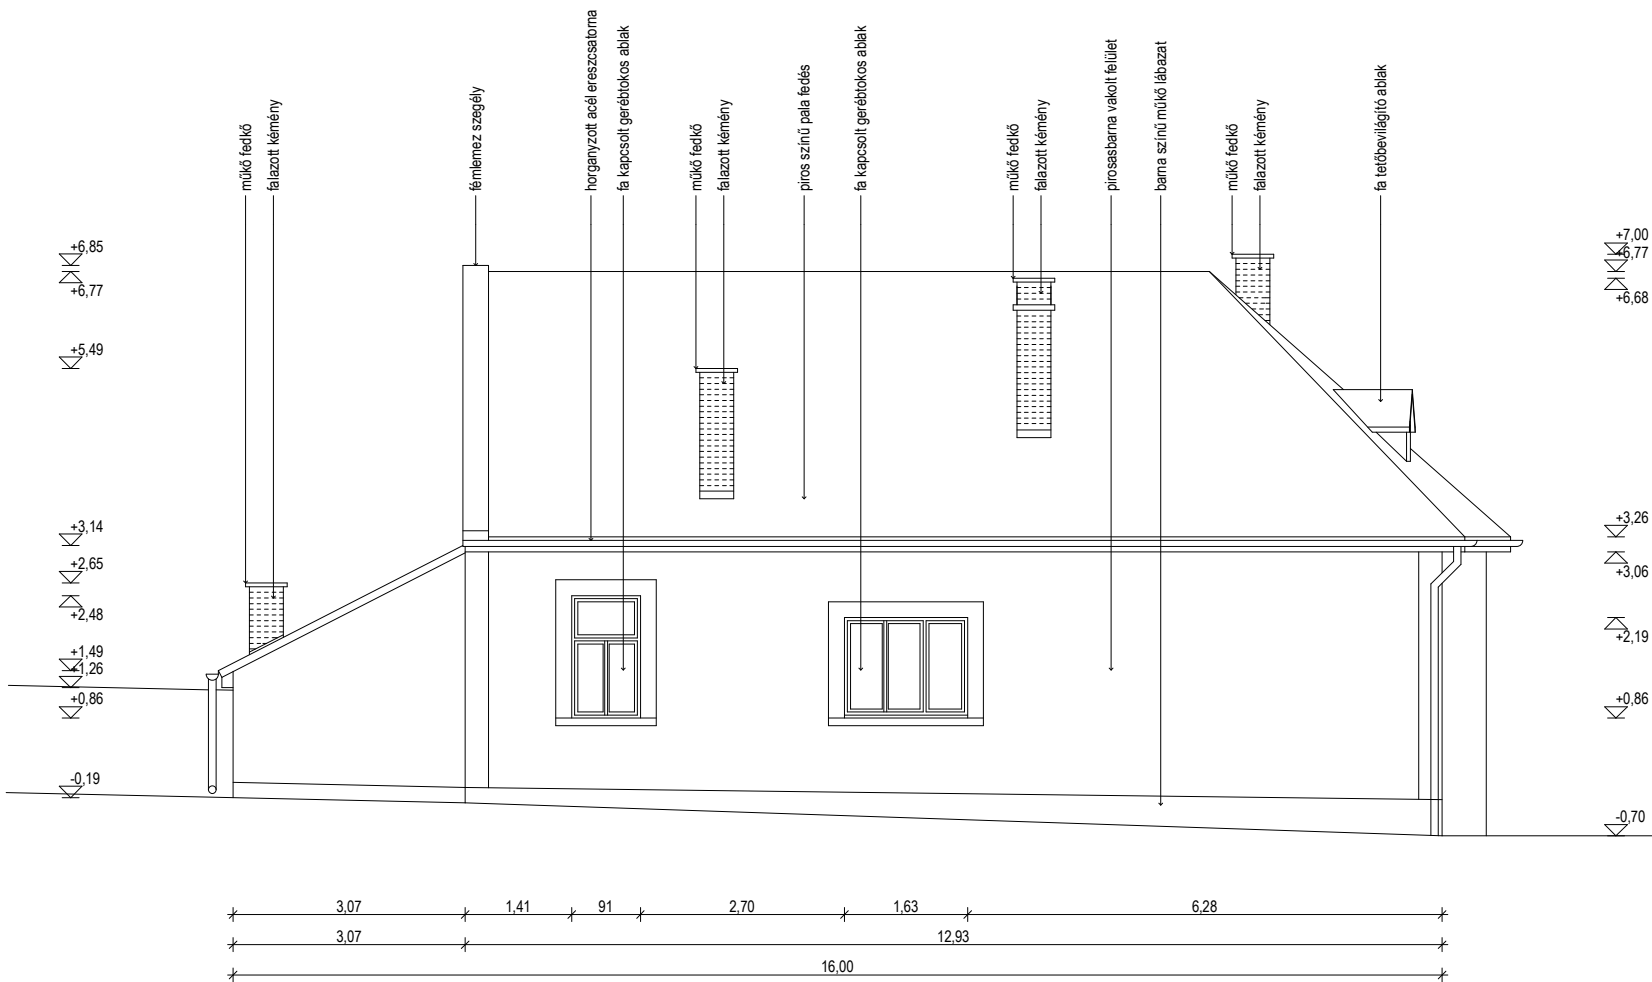 műkő fedkő
falazott kémény
fémlemez szegély
horganyzott acél ereszcsatorna
fa kapcsolt gerébtokos ablak
műkő fedkő
falazott kémény
piros színű pala fedés
fa kapcsolt gerébtokos ablak
műkő fedkő
falazott kémény
pirosasbarna vakolt felület
barna színű műkő lábazat
műkő fedkő
falazott kémény
fa tetőbevilágító ablak
+6,85
+6,77
+5,49
+3,14
+2,65
+2,48
+1,49
+1,26
+0,86
-0,19
+7,00
+6,77
+6,68
+3,26
+3,06
+2,19
+0,86
-0,70
3,07 1,41 91 2,70 1,63 6,28
3,07 12,93
16,00